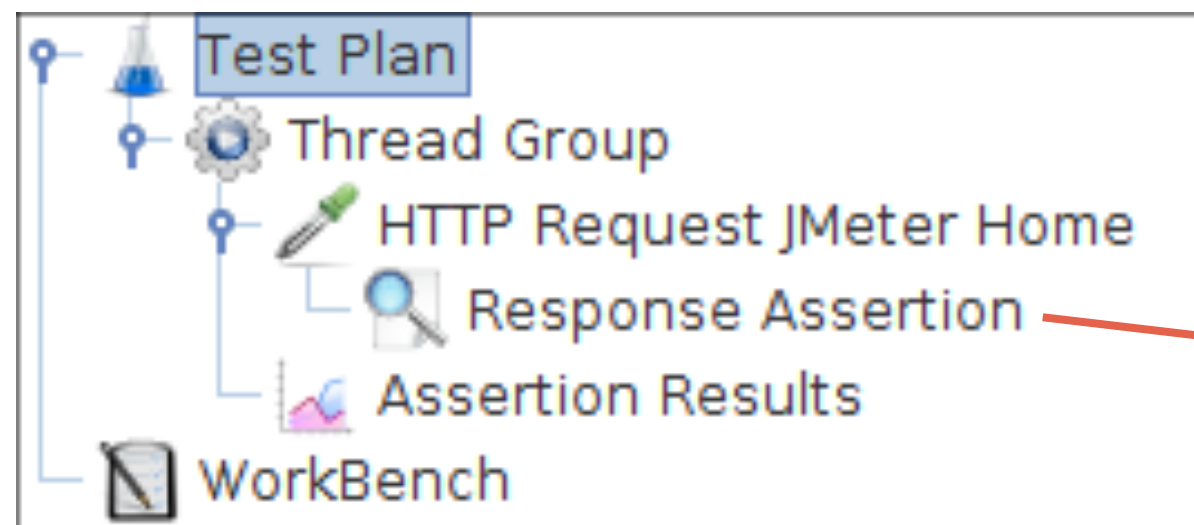 Test Plan
Thread Group
HTTP Request JMeter Home
Response Assertion
Assertion Results
WorkBench